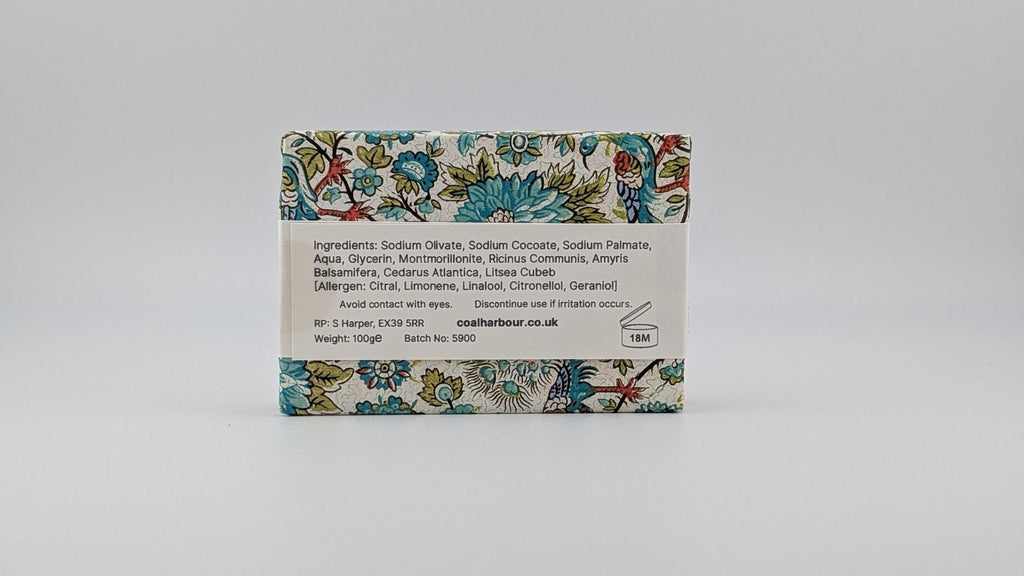 Ingredients: Sodium Olivate, Sodium Cocoate, Sodium Palmate,
Aqua, Glycerin, Montmorillonite, Ricinus Communis, Amyris
Balsamifera, Cedarus Atlantica, Litsea Cubeb
[Allergen: Citral, Limonene, Linalool, Citronellol, Geraniol]
Avoid contact with eyes. Discontinue use if irritation occurs.
RP: S Harper, EX39 5RR coalharbour.co.uk
Weight: 100g℮ Batch No: 5900
18M